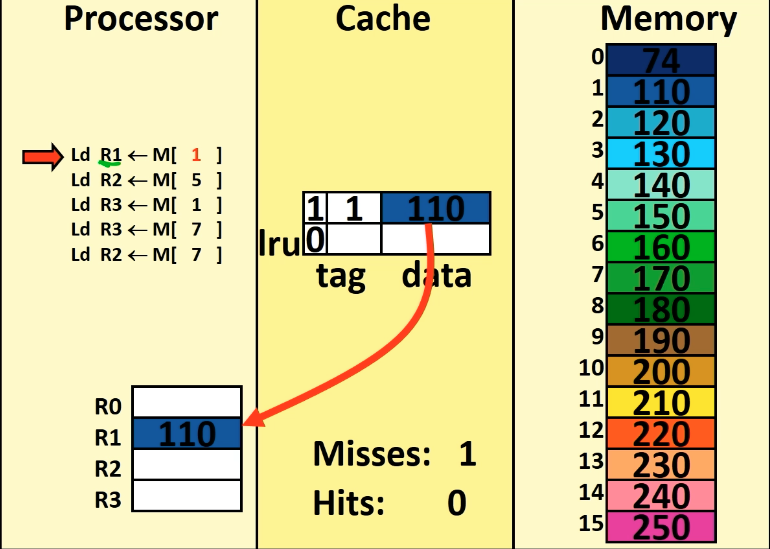 Processor
Ld R1 ← M[ 1 ]
Ld R2 ← M[ 5 ]
Ld R3 ← M[ 1 ]
Ld R3 ← M[ 7 ]
Ld R2 ← M[ 7 ]
R0
R1 110
R2
R3
Cache
1 1 110
lru 0
tag data
Misses: 1
Hits: 0
Memory
0 74
1 110
2 120
3 130
4 140
5 150
6 160
7 170
8 180
9 190
10 200
11 210
12 220
13 230
14 240
15 250